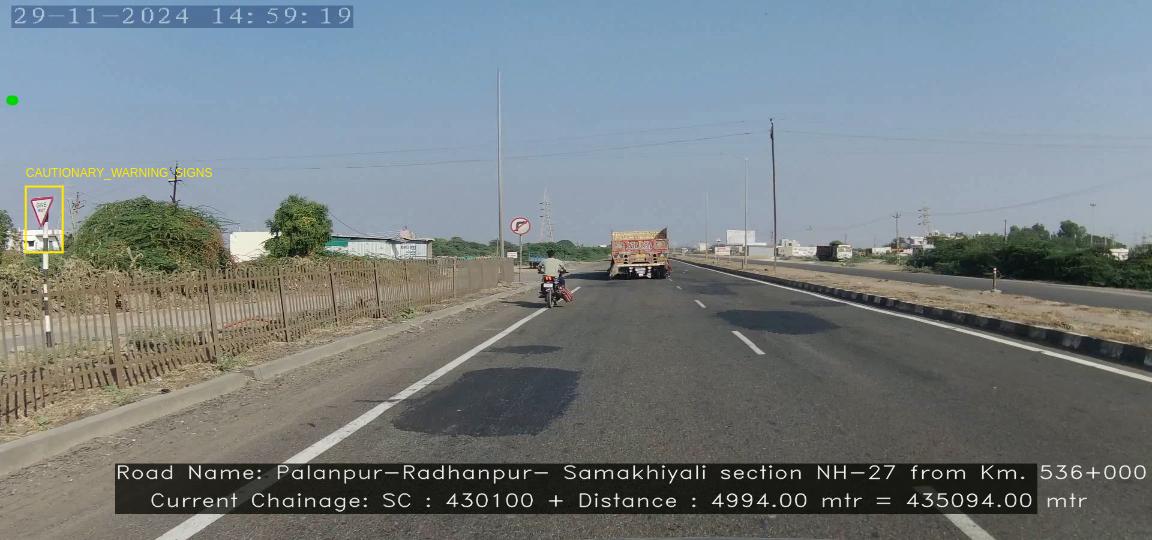 29-11-2024 14:59:19
CAUTIONARY_WARNING_SIGNS
GIVE
Road Name: Palanpur-Radhanpur- Samakhiyali section NH-27 from Km. 536+000
Current Chainage: SC : 430100 + Distance : 4994.00 mtr = 435094.00 mtr